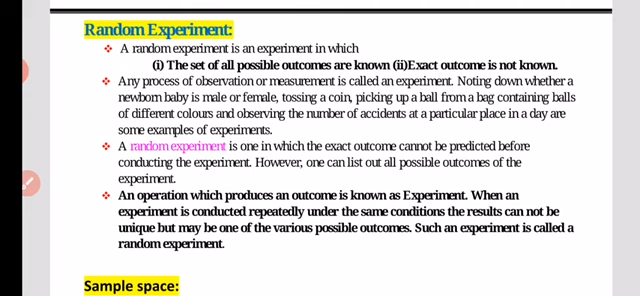 Random Experiment:
❖ A random experiment is an experiment in which
(i) The set of all possible outcomes are known (ii)Exact outcome is not known.
❖ Any process of observation or measurement is called an experiment. Noting down whether a
newborn baby is male or female, tossing a coin, picking up a ball from a bag containing balls
of different colours and observing the number of accidents at a particular place in a day are
some examples of experiments.
❖ A random experiment is one in which the exact outcome cannot be predicted before
conducting the experiment. However, one can list out all possible outcomes of the
experiment.
❖ An operation which produces an outcome is known as Experiment. When an
experiment is conducted repeatedly under the same conditions the results can not be
unique but may be one of the various possible outcomes. Such an experiment is called a
random experiment.
Sample space: